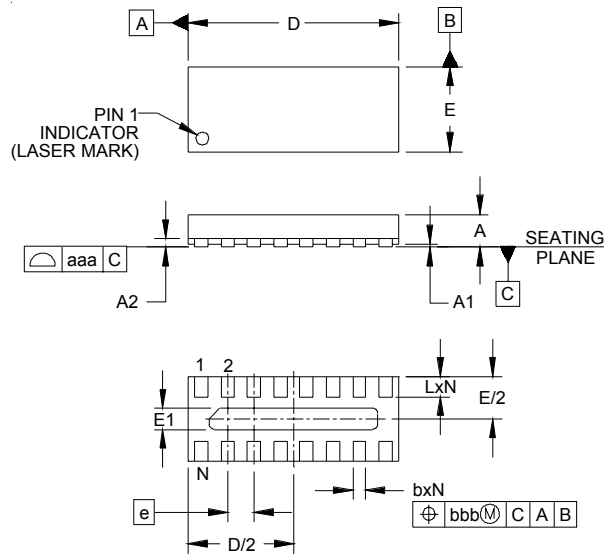 A
D
B
E
PIN 1
INDICATOR
(LASER MARK)
A
SEATING
PLANE
aaa C
A2
A1
C
1 2
LxN
E/2
E1
N
bxN
e
bbb Ⓜ C A B
D/2